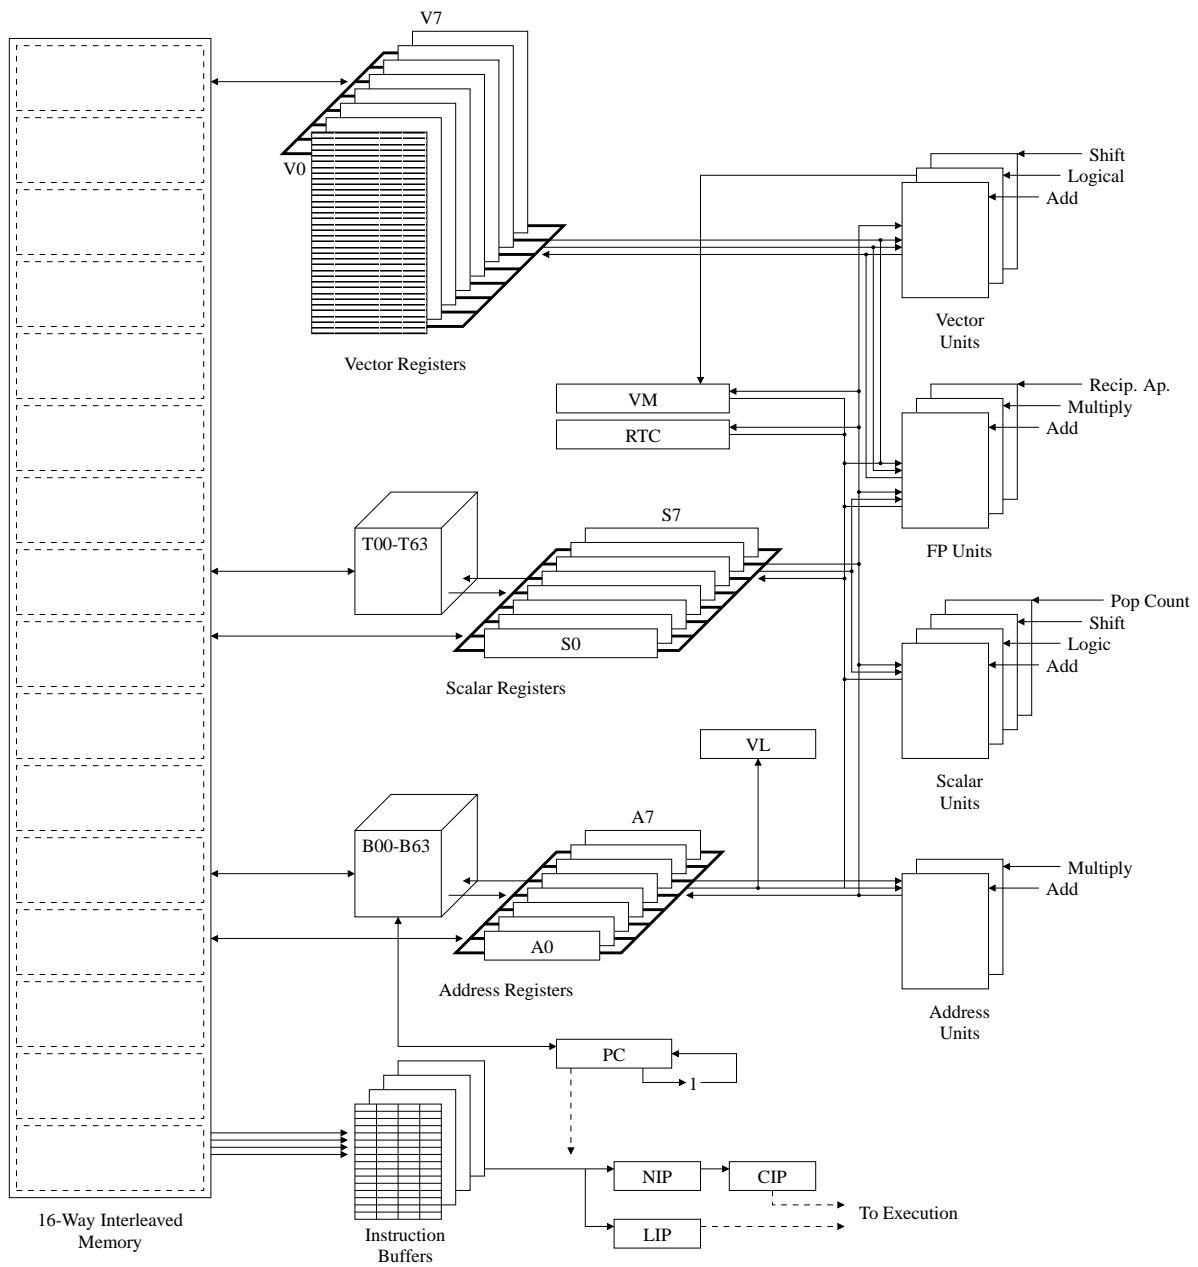 V7
V0
Vector Registers
Shift
Logical
Add
Vector
Units
VM
RTC
Recip. Ap.
Multiply
Add
FP Units
T00-T63
S7
S0
Scalar Registers
Pop Count
Shift
Logic
Add
Scalar
Units
VL
B00-B63
A7
A0
Address Registers
Multiply
Add
Address
Units
PC
1
NIP
CIP
LIP
To Execution
16-Way Interleaved
Memory
Instruction
Buffers